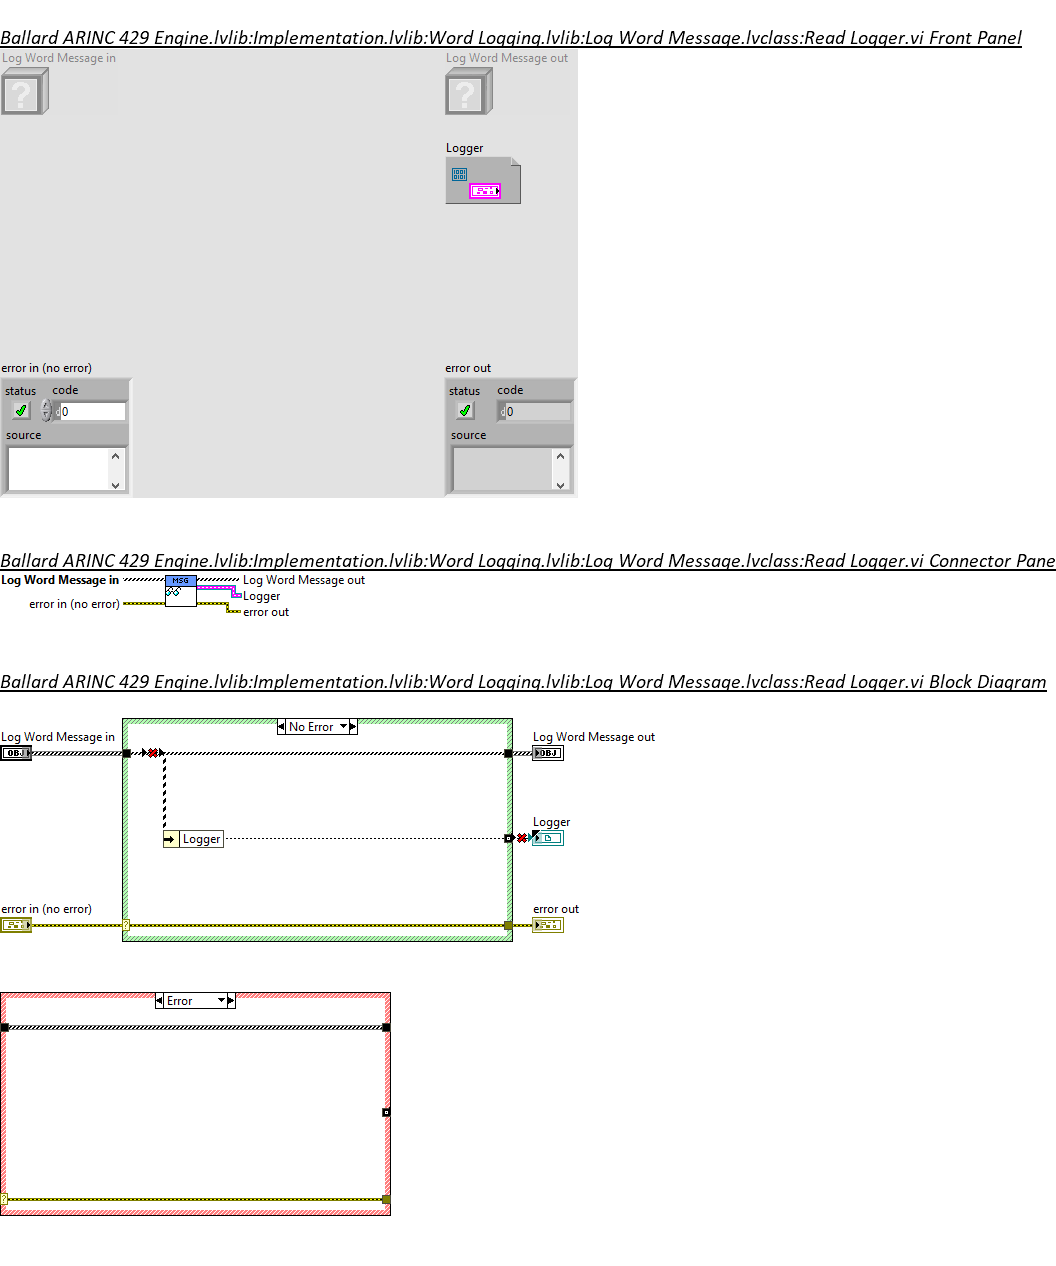 Ballard ARINC 429 Engine.lvlib:Implementation.lvlib:Word Logging.lvlib:Log Word Message.lvclass:Read Logger.vi Front Panel
Log Word Message in
Log Word Message out
?
?
Logger
error in (no error)
error out
status code
status code
d 0
d 0
source
source
Ballard ARINC 429 Engine.lvlib:Implementation.lvlib:Word Logging.lvlib:Log Word Message.lvclass:Read Logger.vi Connector Pane
Log Word Message in
MSG
Log Word Message out
Logger
error in (no error)
error out
Ballard ARINC 429 Engine.lvlib:Implementation.lvlib:Word Logging.lvlib:Log Word Message.lvclass:Read Logger.vi Block Diagram
No Error
Log Word Message in
Log Word Message out
OBJ
OBJ
Logger
Logger
error in (no error)
error out
?
Error
?